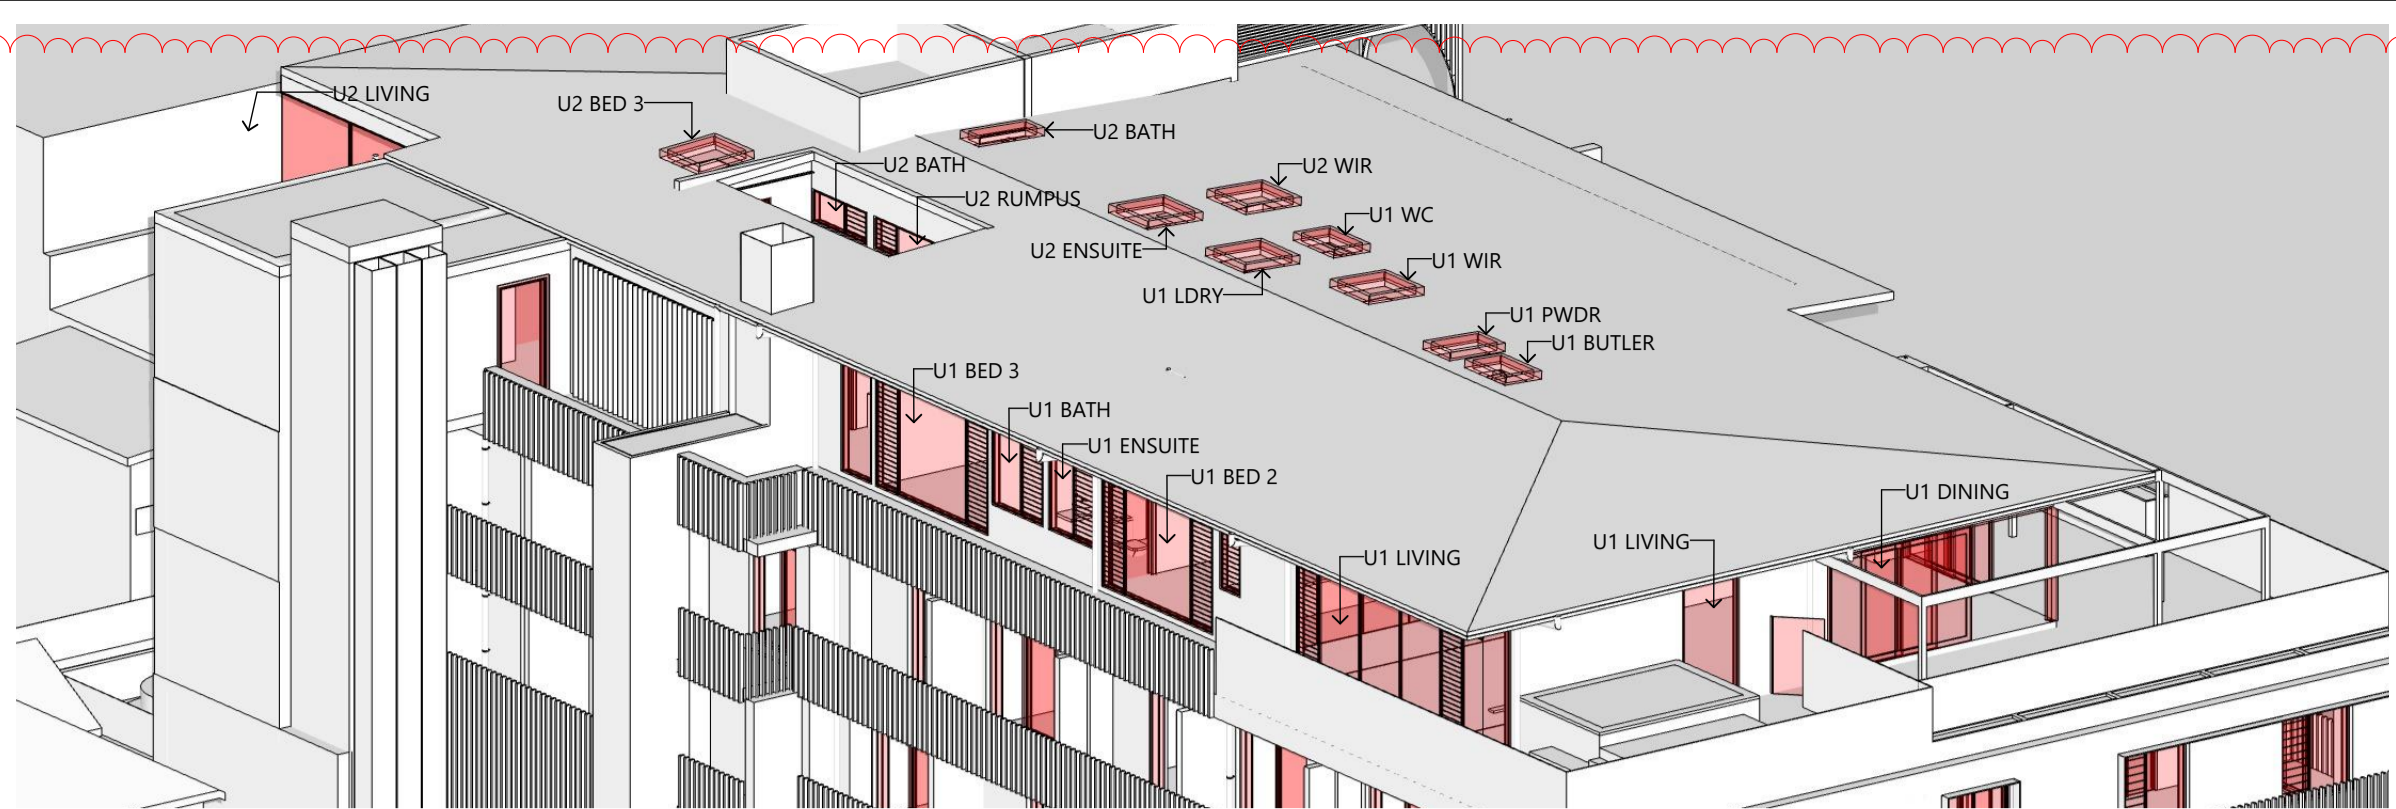 U2 LIVING
U2 BED 3
U2 BATH
U2 BATH
U2 WIR
U2 RUMPUS
U1 WC
U2 ENSUITE
U1 WIR
U1 LDRY
U1 PWDR
U1 BUTLER
U1 BED 3
U1 BATH
U1 ENSUITE
U1 BED 2
U1 DINING
U1 LIVING
U1 LIVING